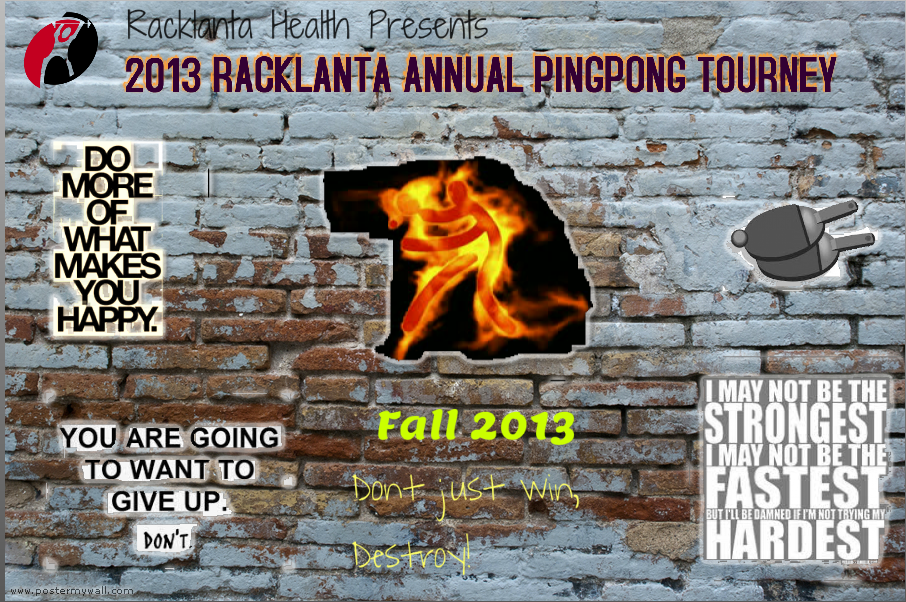 Racklanta Health Presents
2013 RACKLANTA ANNUAL PINGPONG TOURNEY
DO
MORE
OF
WHAT
MAKES
YOU
HAPPY.
YOU ARE GOING
TO WANT TO
GIVE UP.
DON'T.
Fall 2013
Dont just win,
Destroy!
I MAY NOT BE THE
STRONGEST
I MAY NOT BE THE
FASTEST
BUT I'LL BE DAMNED IF I'M NOT TRYING MY
HARDEST
www.postermywall.com